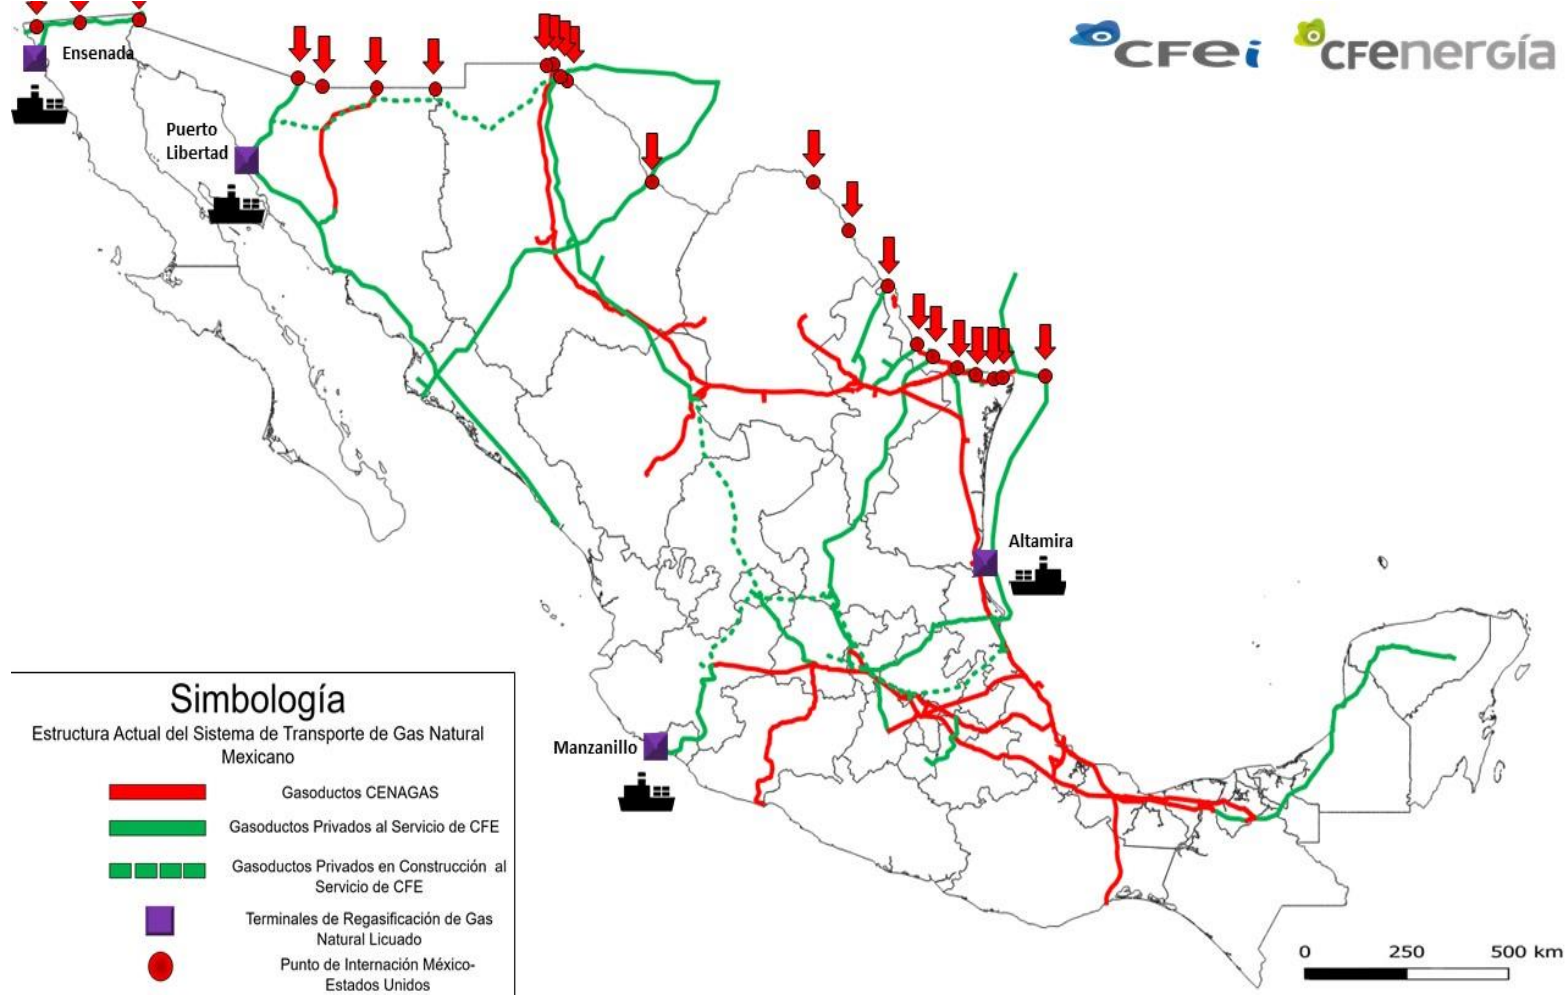 CFEi CFEnergía
Ensenada
Puerto
Libertad
Altamira
Manzanillo
Simbología
Estructura Actual del Sistema de Transporte de Gas Natural
Mexicano
Gasoductos CENAGAS
Gasoductos Privados al Servicio de CFE
Gasoductos Privados en Construcción al
Servicio de CFE
Terminales de Regasificación de Gas
Natural Licuado
Punto de Internación México-
Estados Unidos
0 250 500 km